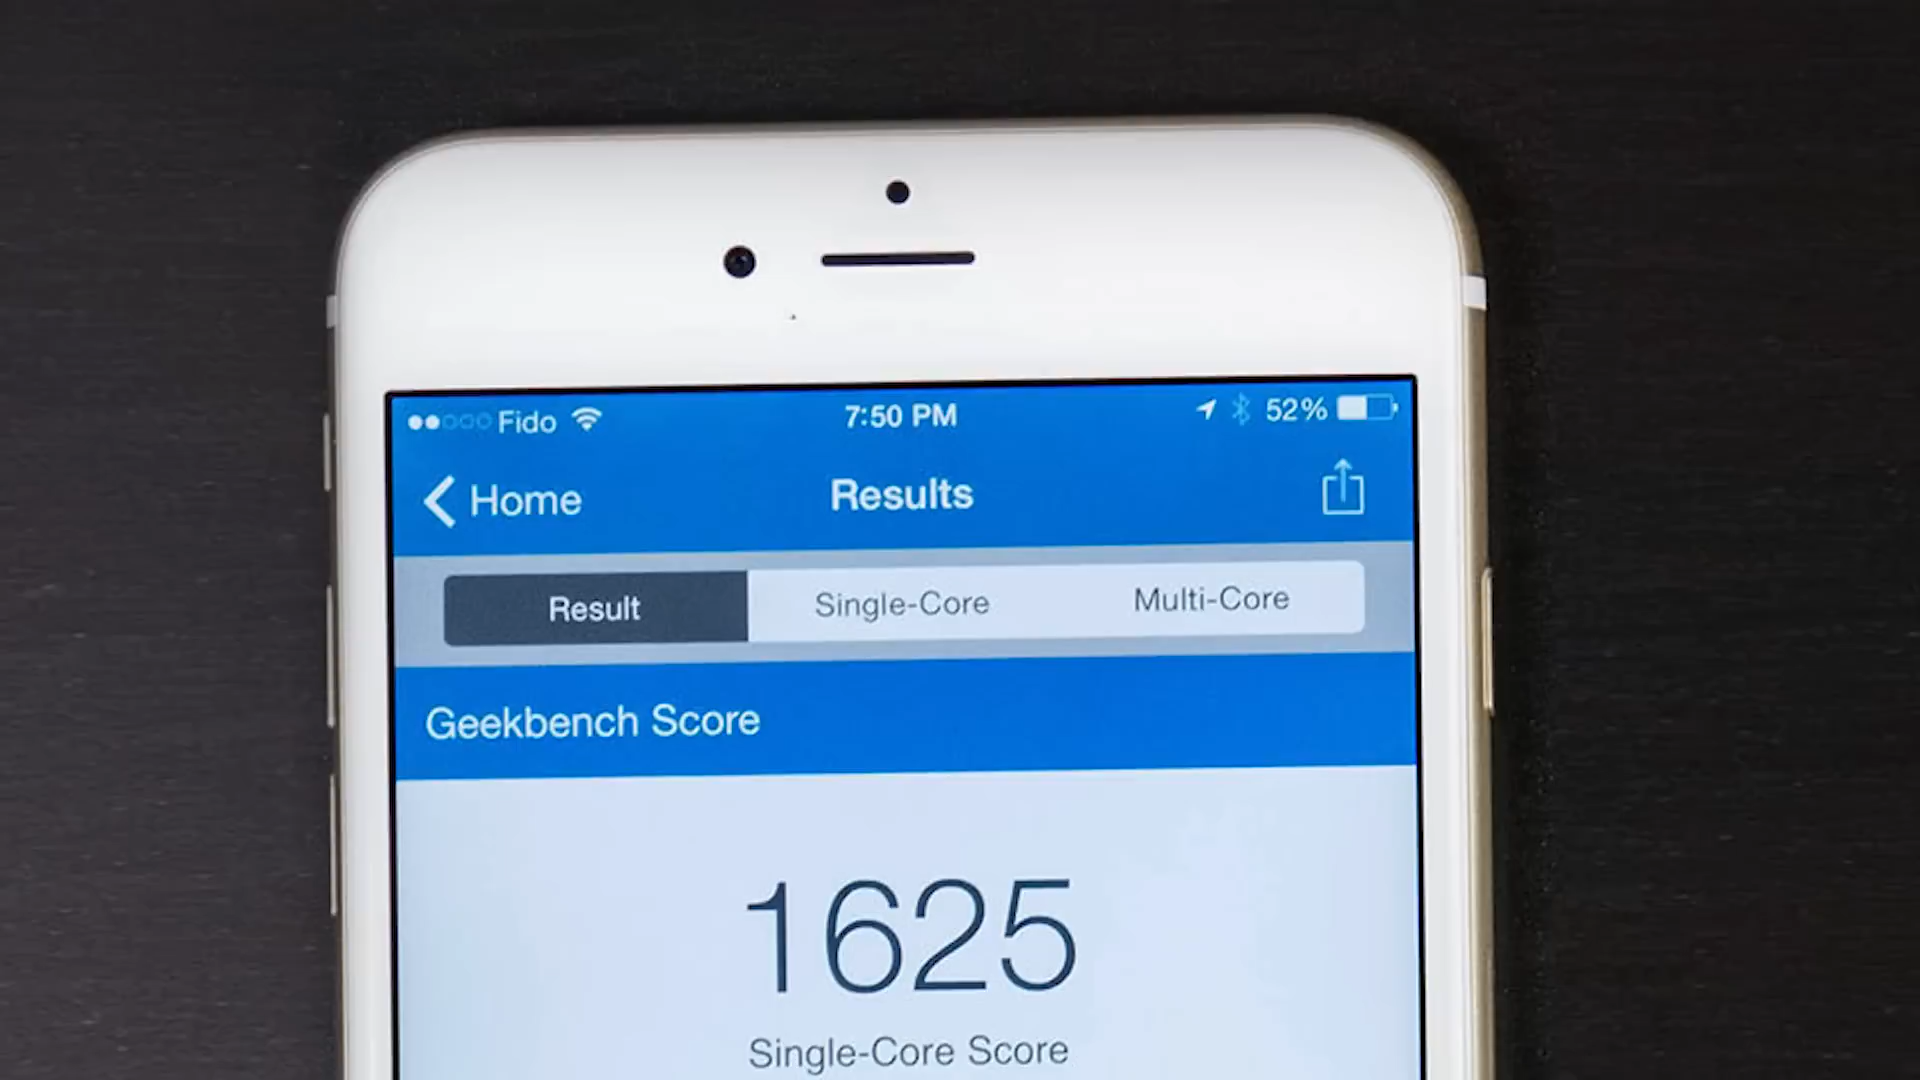 Fido 7:50 PM 52%
Home Results
Result Single-Core Multi-Core
Geekbench Score
1625
Single-Core Score